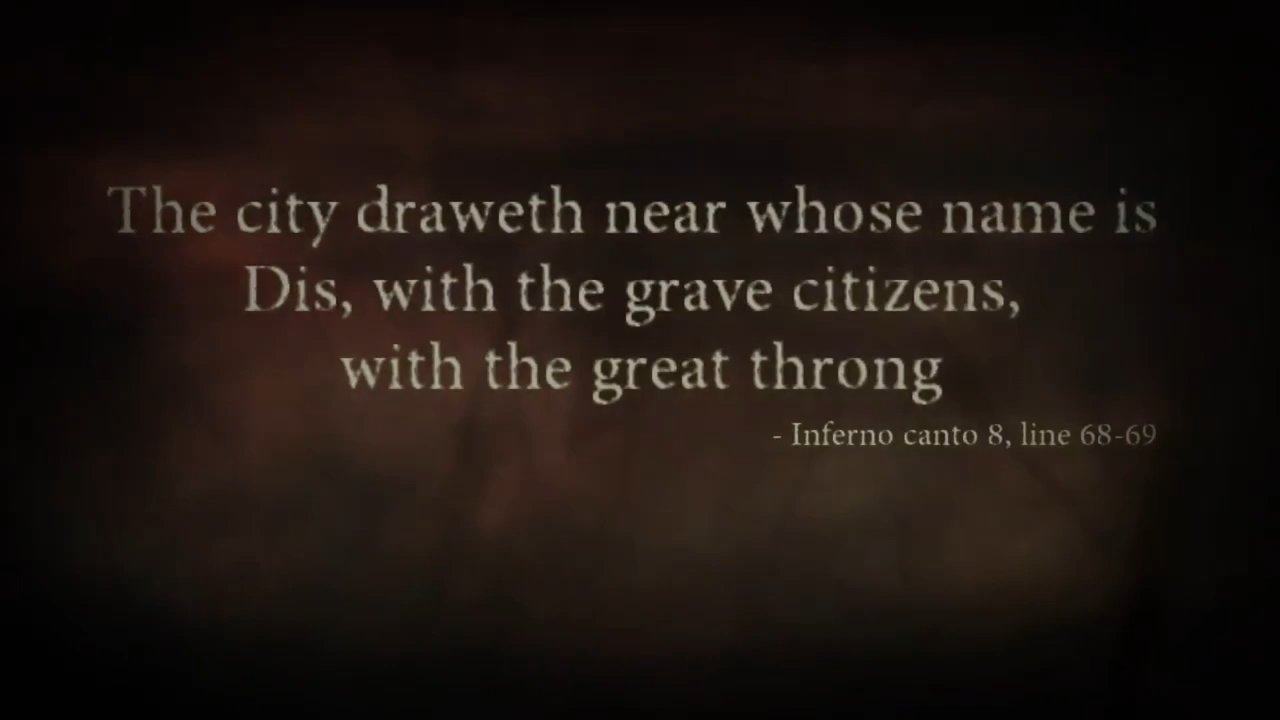 The city draweth near whose name is
Dis, with the grave citizens,
with the great throng
- Inferno canto 8, line 68-69